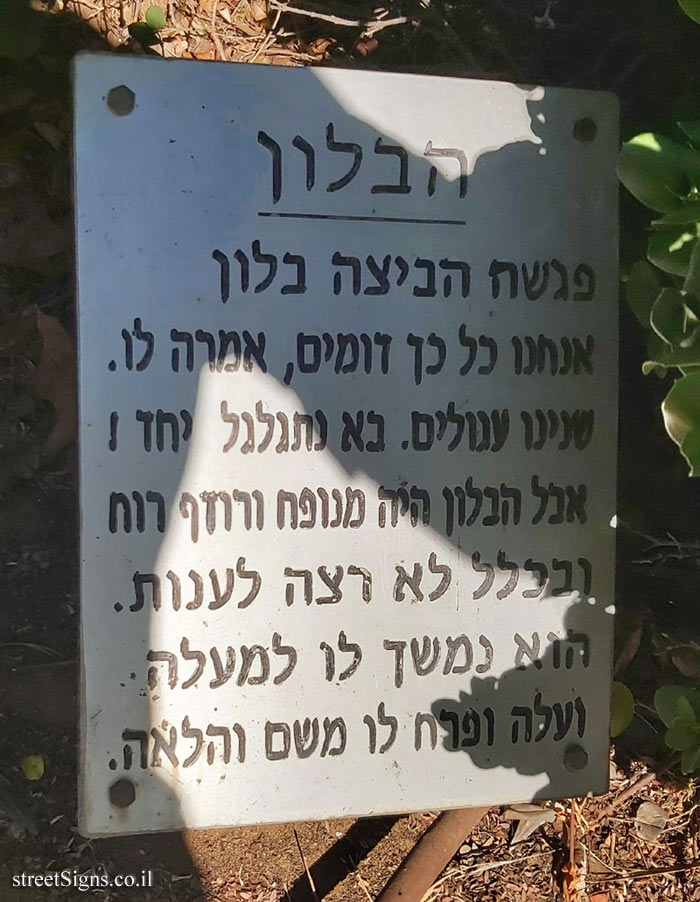 הבלון
פגשה הביצה בלון
אנחנו כל כך דומים, אמרה לו.
שנינו עגולים. בא נתגלגל יחד !
אבל הבלון היה מנופח ורודף רוח
ובכלל לא רצה לענות.
הוא נמשך לו למעלה
ועלה ופרח לו משם והלאה.
streetSigns.co.il